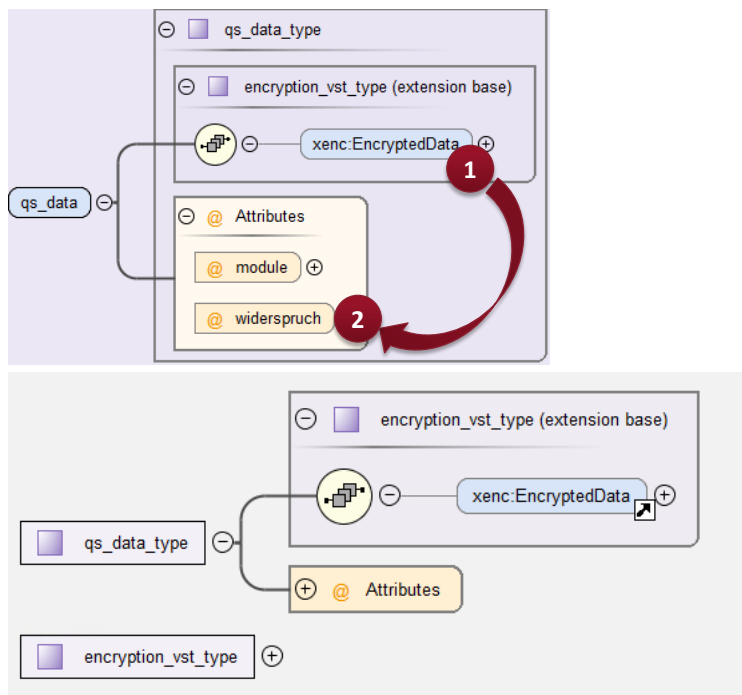 qs_data_type
encryption_vst_type (extension base)
xenc:EncryptedData
1
qs_data
@ Attributes
@ module
@ widerspruch
2
encryption_vst_type (extension base)
xenc:EncryptedData
qs_data_type
@ Attributes
encryption_vst_type